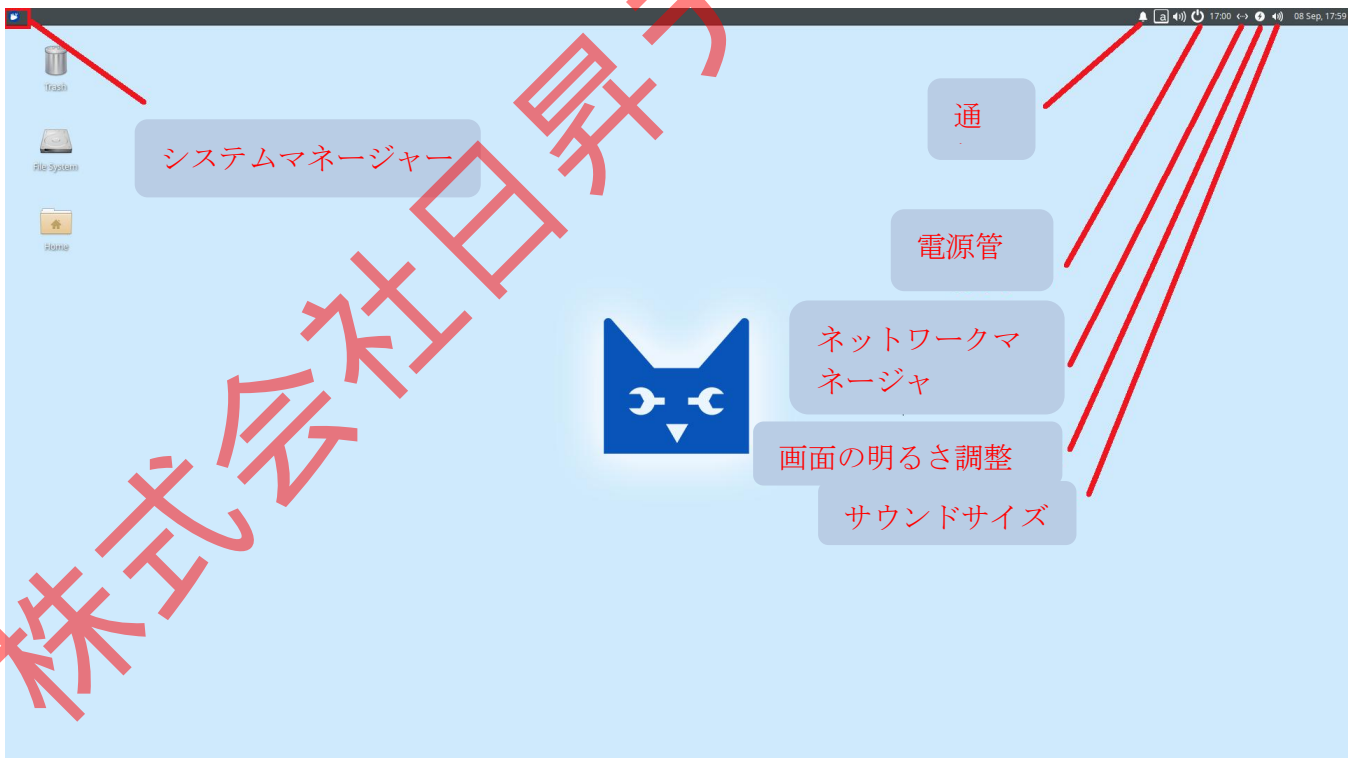 a 17:00 08 Sep, 17:59
Trash
File System
Home
システムマネージャー
通
電源管
ネットワークマ
ネージャ
画面の明るさ調整
サウンドサイズ
株式会社日昇